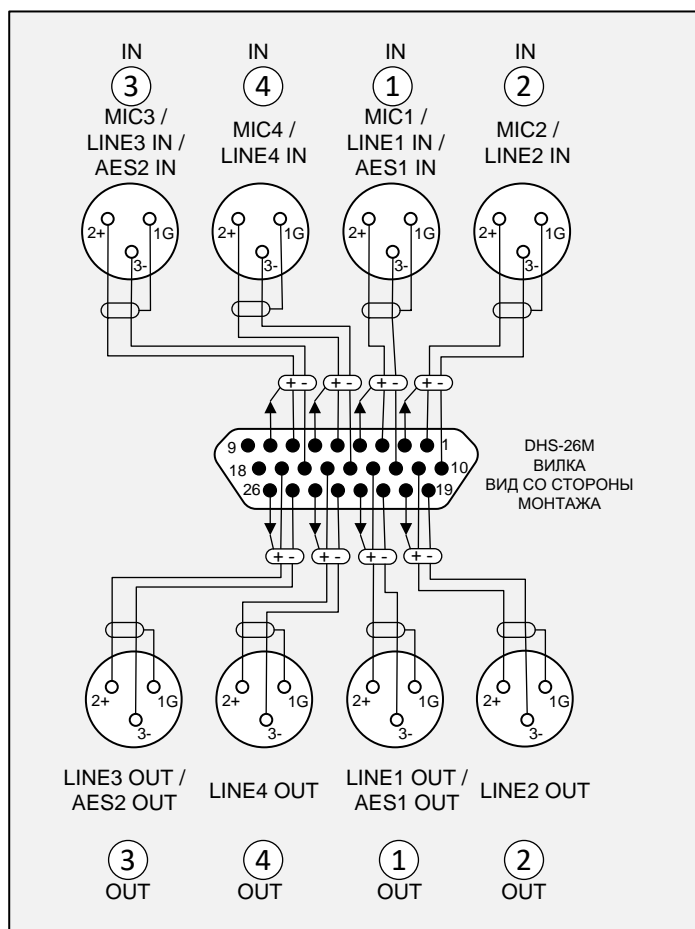 IN IN IN IN
3 4 1 2
MIC3 /
LINE3 IN /
AES2 IN
MIC4 /
LINE4 IN
MIC1 /
LINE1 IN /
AES1 IN
MIC2 /
LINE2 IN
2+ 1G 2+ 1G 2+ 1G 2+ 1G
3- 3- 3- 3-
+ - + - + - + -
9 1
18 10
26 19
DHS-26M
ВИЛКА
ВИД СО СТОРОНЫ
МОНТАЖА
+ - + - + - + -
2+ 1G 2+ 1G 2+ 1G 2+ 1G
3- 3- 3- 3-
LINE3 OUT /
AES2 OUT
LINE4 OUT
LINE1 OUT /
AES1 OUT
LINE2 OUT
3 4 1 2
OUT OUT OUT OUT